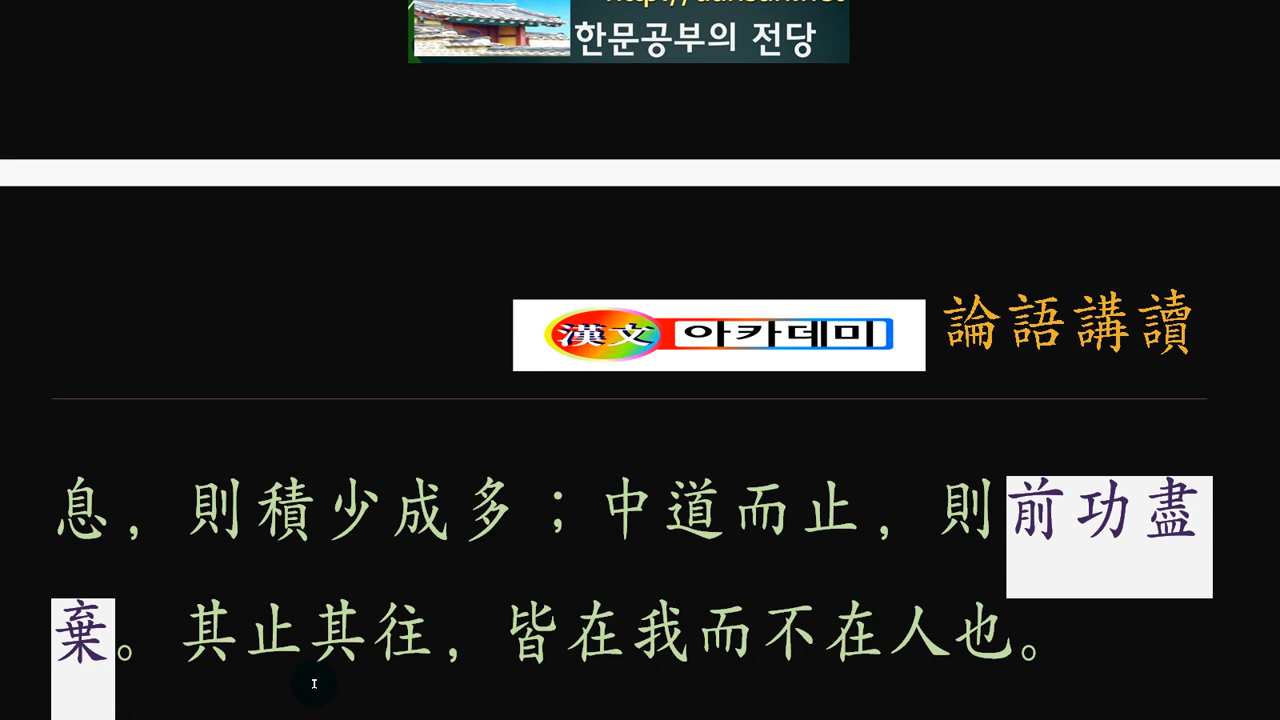 한문공부의 전당
漢文 아카데미 論語講讀
息，則積少成多；中道而止，則前功盡
棄。其止其往，皆在我而不在人也。